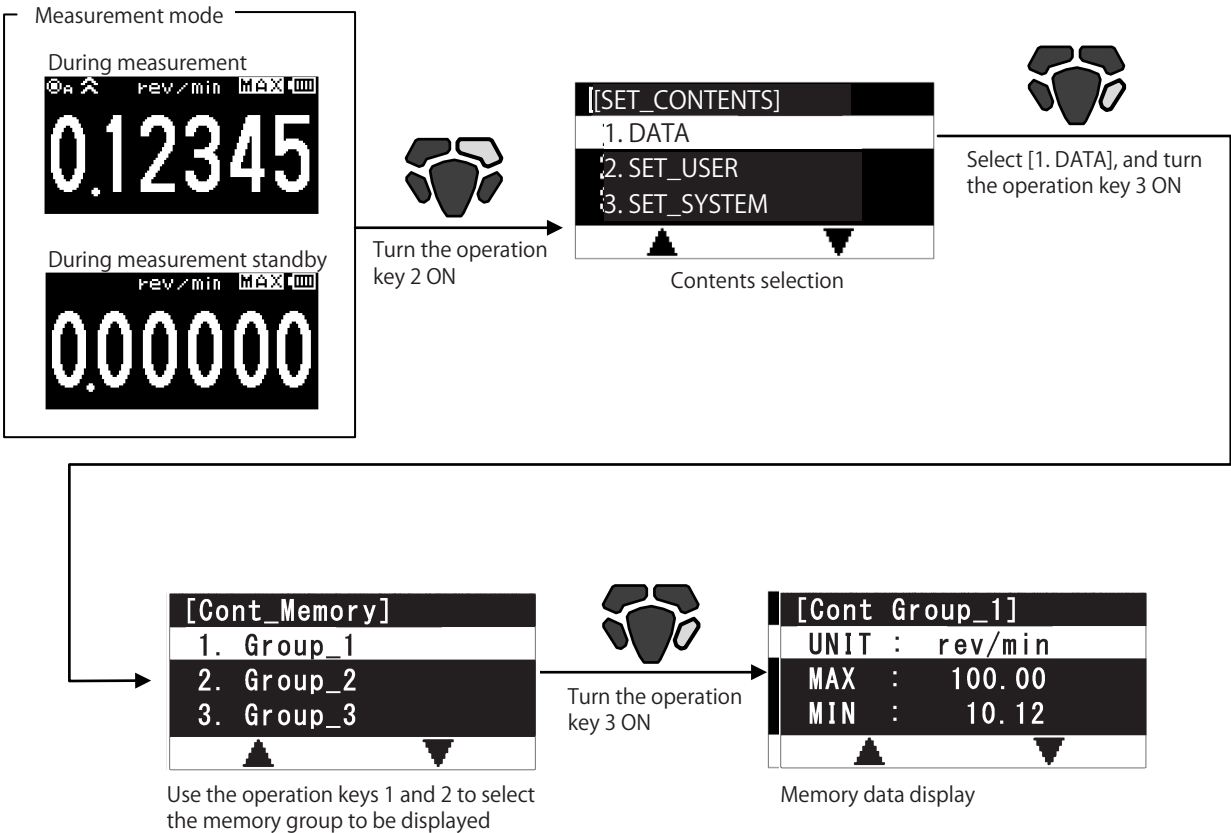 Measurement mode
During measurement
A rev/min MAX
0.12345
During measurement standby
rev/min MAX
0.00000
Turn the operation
key 2 ON
[[SET_CONTENTS]
1. DATA
2. SET_USER
3. SET_SYSTEM
Contents selection
Select [1. DATA], and turn
the operation key 3 ON
[Cont_Memory]
1. Group_1
2. Group_2
3. Group_3
Use the operation keys 1 and 2 to select
the memory group to be displayed
Turn the operation
key 3 ON
[Cont Group_1]
UNIT : rev/min
MAX : 100.00
MIN : 10.12
Memory data display